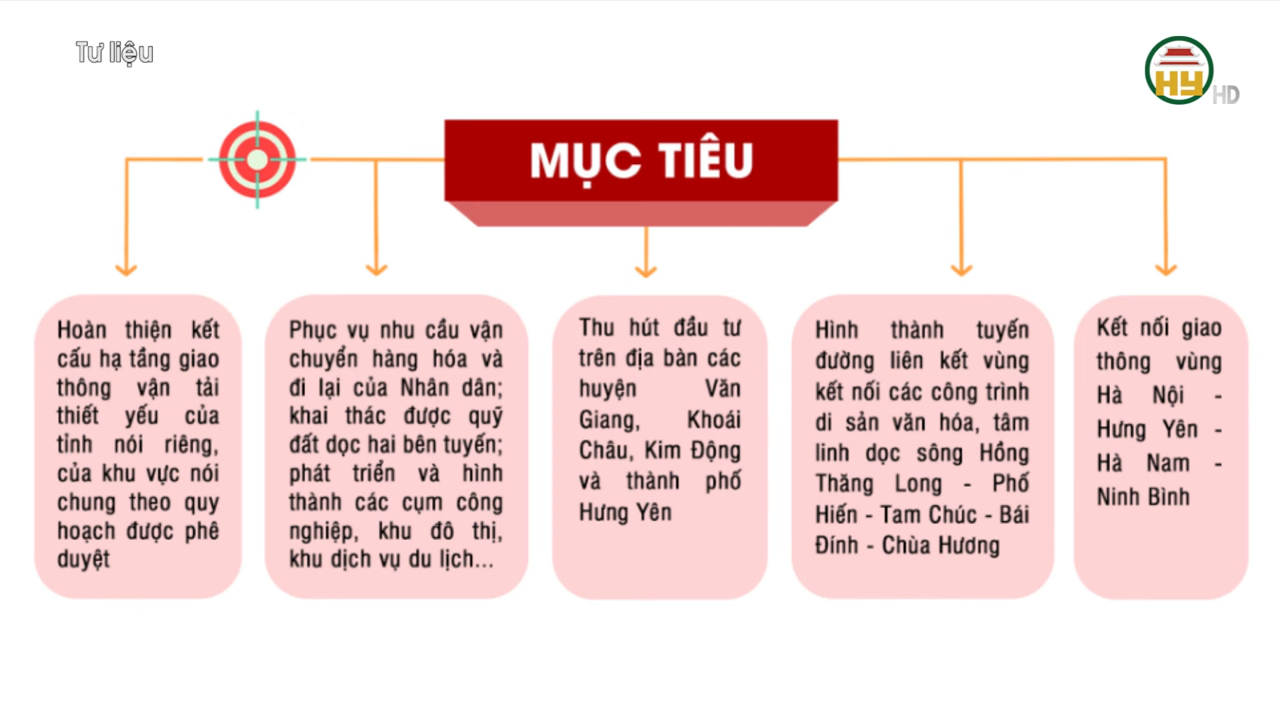 Tư liệu
HY
HD
MỤC TIÊU
Hoàn thiện kết
cấu hạ tầng giao
thông vận tải
thiết yếu của
tỉnh nói riêng,
của khu vực nói
chung theo quy
hoạch được phê
duyệt
Phục vụ nhu cầu vận
chuyển hàng hóa và
đi lại của Nhân dân;
khai thác được quỹ
đất dọc hai bên tuyến;
phát triển và hình
thành các cụm công
nghiệp, khu đô thị,
khu dịch vụ du lịch...
Thu hút đầu tư
trên địa bàn các
huyện Văn
Giang, Khoái
Châu, Kim Động
và thành phố
Hưng Yên
Hình thành tuyến
đường liên kết vùng
kết nối các công trình
di sản văn hóa, tâm
linh dọc sông Hồng
Thăng Long - Phố
Hiến - Tam Chúc - Bái
Đính - Chùa Hương
Kết nối giao
thông vùng
Hà Nội -
Hưng Yên -
Hà Nam -
Ninh Bình